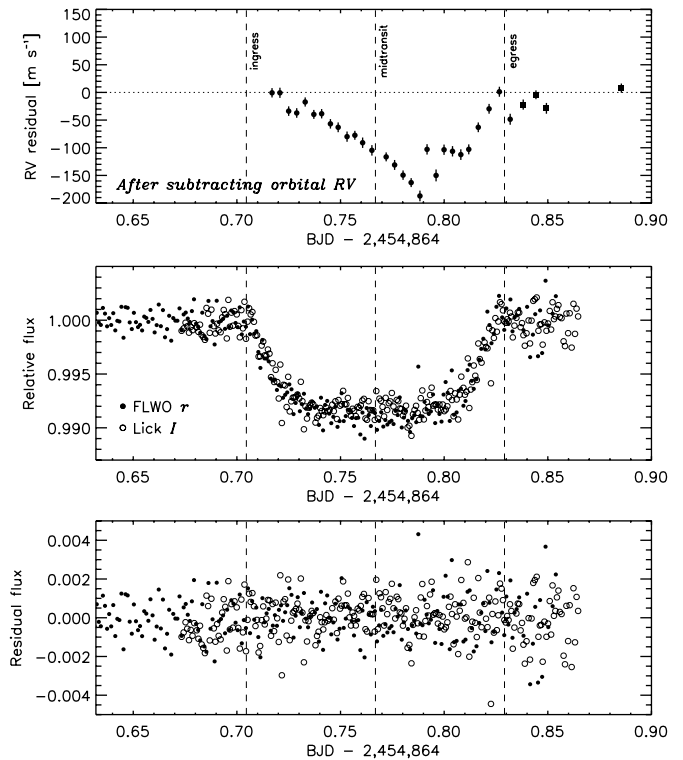 150
100
50
0
−50
−100
−150
−200
RV residual [m s⁻¹]
ingress
midtransit
egress
After subtracting orbital RV
0.65 0.70 0.75 0.80 0.85 0.90
BJD − 2,454,864
1.000
0.995
0.990
Relative flux
FLWO r
Lick I
0.65 0.70 0.75 0.80 0.85 0.90
BJD − 2,454,864
0.004
0.002
0.000
−0.002
−0.004
Residual flux
0.65 0.70 0.75 0.80 0.85 0.90
BJD − 2,454,864